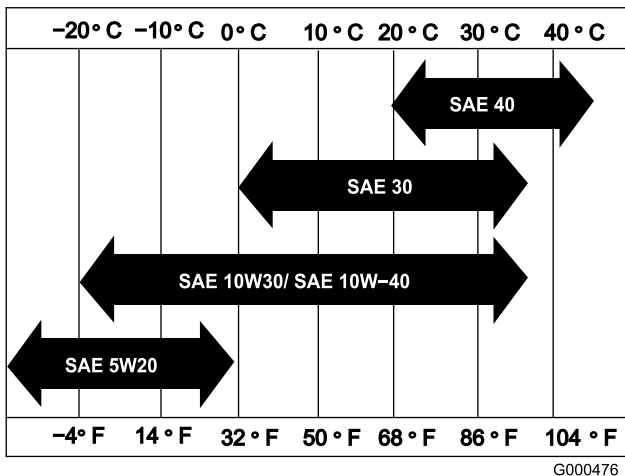 −20° C −10° C 0° C 10° C 20° C 30° C 40° C
SAE 40
SAE 30
SAE 10W30/ SAE 10W−40
SAE 5W20
−4° F 14° F 32° F 50° F 68° F 86° F 104° F
G000476